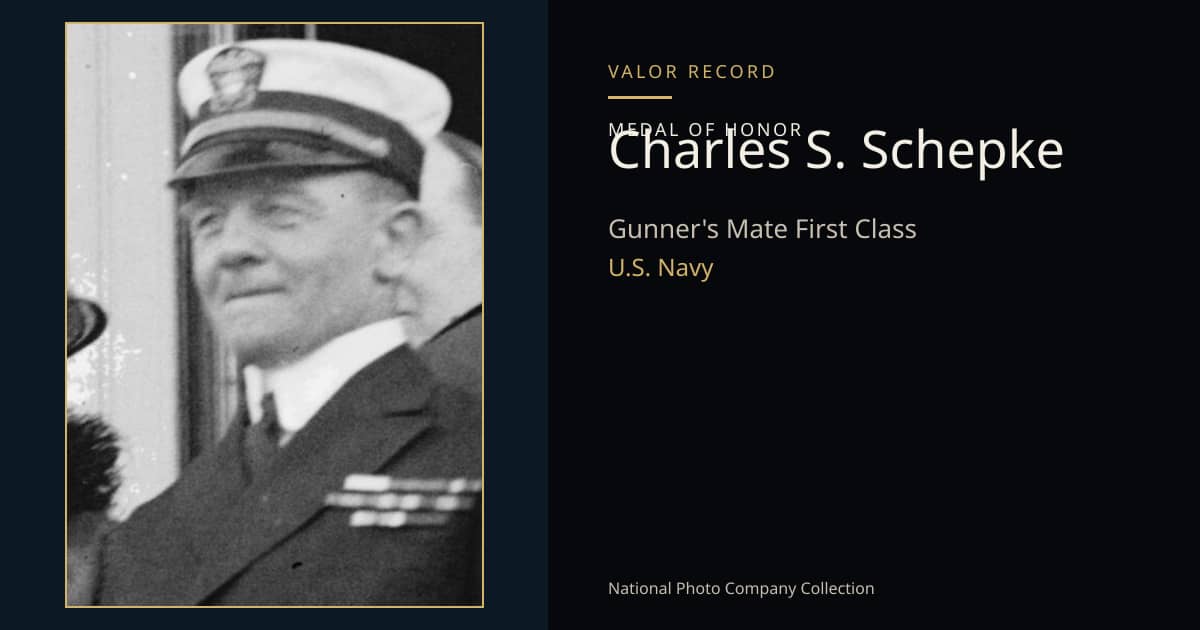 VALOR RECORD
MEDAL OF HONOR
Charles S. Schepke
Gunner's Mate First Class
U.S. Navy
National Photo Company Collection